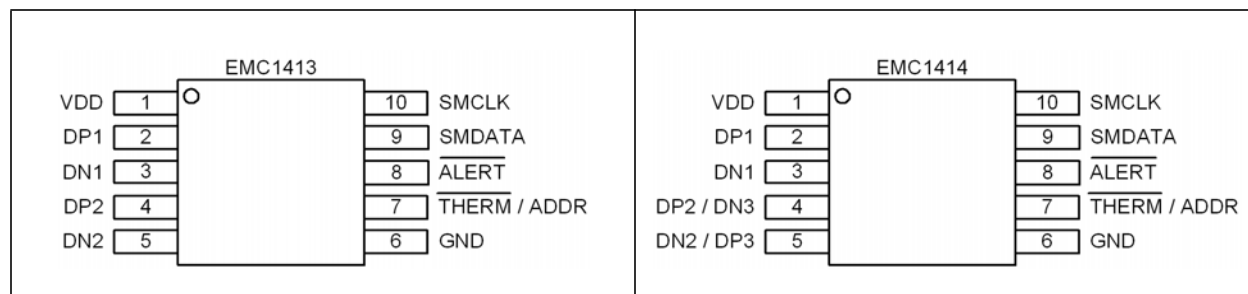 EMC1413
VDD 1 10 SMCLK
DP1 2 9 SMDATA
DN1 3 8 ALERT
DP2 4 7 THERM / ADDR
DN2 5 6 GND
EMC1414
VDD 1 10 SMCLK
DP1 2 9 SMDATA
DN1 3 8 ALERT
DP2 / DN3 4 7 THERM / ADDR
DN2 / DP3 5 6 GND